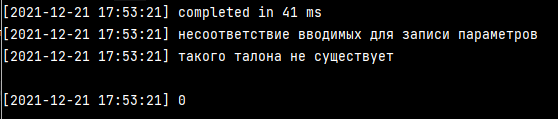 [2021-12-21 17:53:21] completed in 41 ms
[2021-12-21 17:53:21] несоответствие вводимых для записи параметров
[2021-12-21 17:53:21] такого талона не существует
[2021-12-21 17:53:21] 0